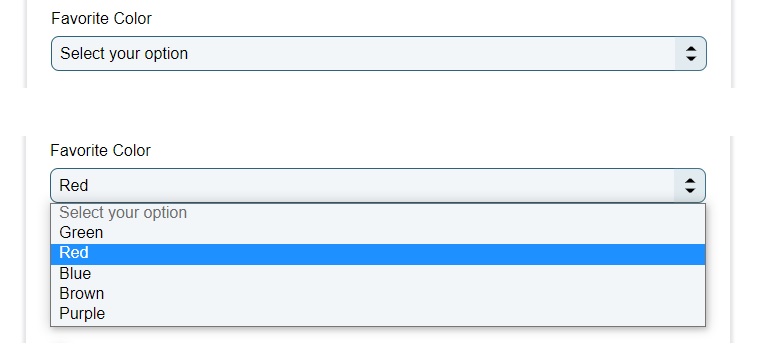 Favorite Color
Select your option
Favorite Color
Red
Select your option
Green
Red
Blue
Brown
Purple